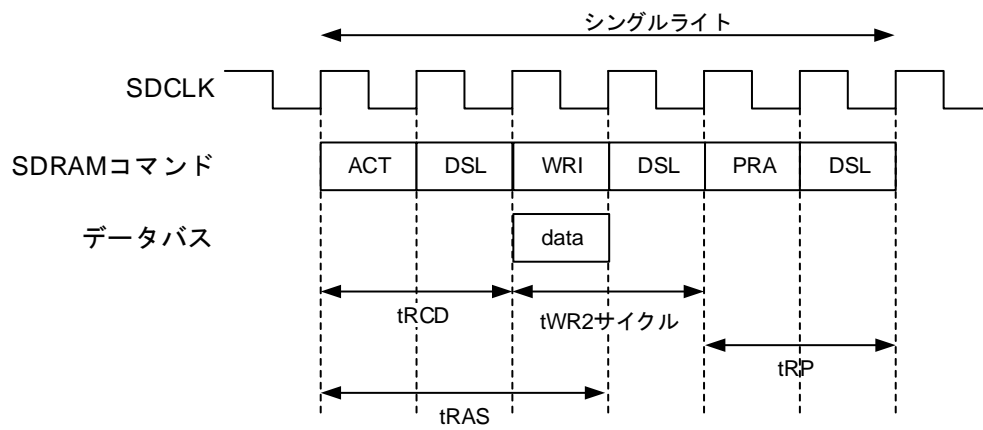 シングルライト
SDCLK
SDRAMコマンド ACT DSL WRI DSL PRA DSL
データバス data
tRCD tWR2サイクル
tRP
tRAS